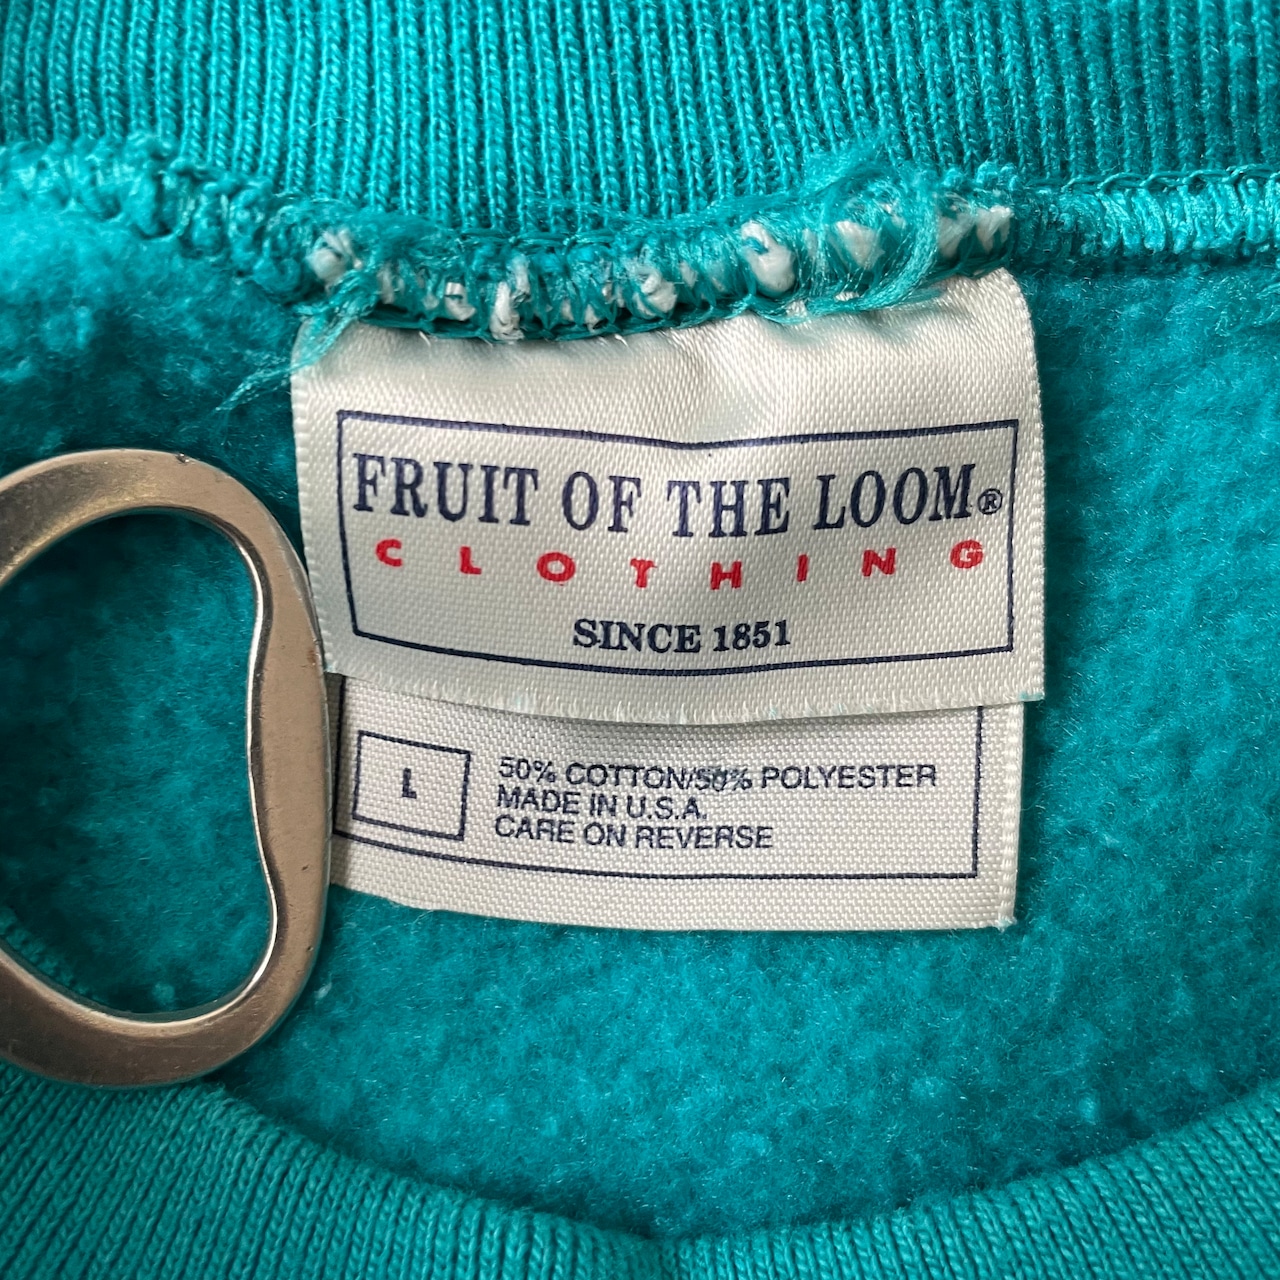 FRUIT OF THE LOOM®
CLOTHING
SINCE 1851
L
50% COTTON/50% POLYESTER
MADE IN U.S.A.
CARE ON REVERSE